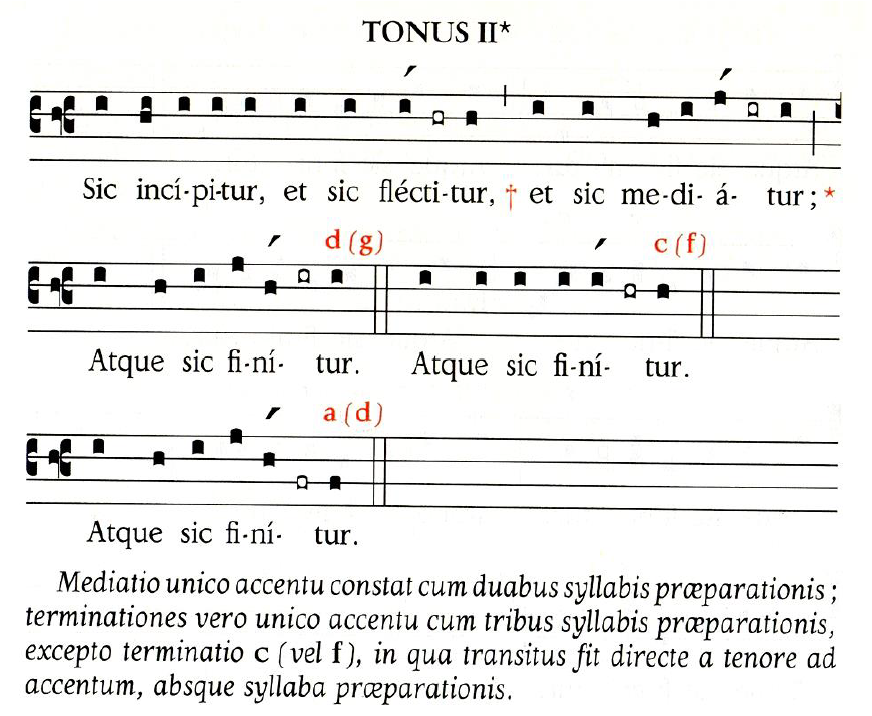 TONUS II*
Sic incí-pi-tur, et sic flécti-tur, † et sic me-di- á- tur ; *
d (g) c (f)
Atque sic fi-ní- tur. Atque sic fi-ní- tur.
a (d)
Atque sic fi-ní- tur.
Mediatio unico accentu constat cum duabus syllabis præparationis ;
terminationes vero unico accentu cum tribus syllabis præparationis,
excepto terminatio c (vel f), in qua transitus fit directe a tenore ad
accentum, absque syllaba præparationis.